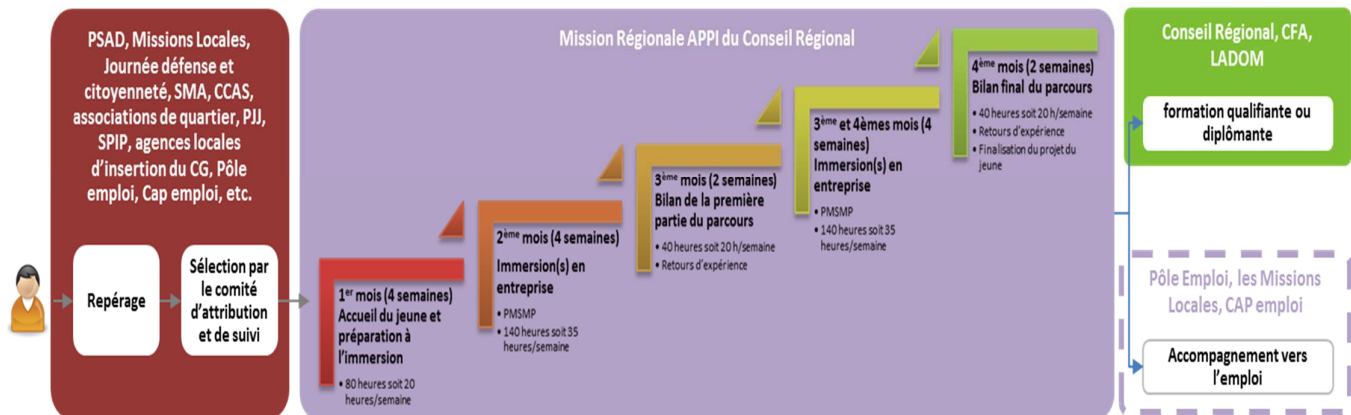 PSAD, Missions Locales,
Journée défense et
citoyenneté, SMA, CCAS,
associations de quartier, PJJ,
SPIP, agences locales
d'insertion du CG, Pôle
emploi, Cap emploi, etc.
Repérage
Sélection par
le comité
d'attribution
et de suivi
Mission Régionale APPI du Conseil Régional
1er mois (4 semaines)
Accueil du jeune et
préparation à
l'immersion
• 80 heures soit 20
heures/semaine
2ème mois (4 semaines)
Immersion(s) en
entreprise
• PMSMP
• 140 heures soit 35
heures/semaine
3ème mois (2 semaines)
Bilan de la première
partie du parcours
• 40 heures soit 20 h/semaine
• Retours d'expérience
3ème et 4èmes mois (4
semaines)
Immersion(s) en
entreprise
• PMSMP
• 140 heures soit 35
heures/semaine
4ème mois (2 semaines)
Bilan final du parcours
• 40 heures soit 20 h/semaine
• Retours d'expérience
• Finalisation du projet du
jeune
Conseil Régional, CFA,
LADOM
formation qualifiante ou
diplômante
Pôle Emploi, les Missions
Locales, CAP emploi
Accompagnement vers
l'emploi